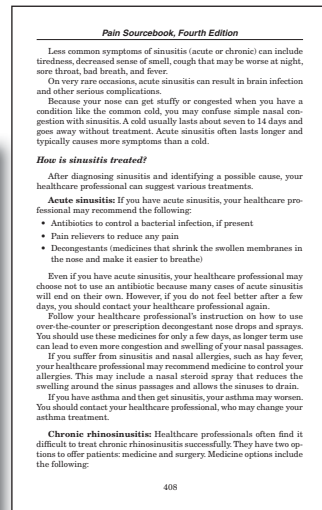 Pain Sourcebook, Fourth Edition
Less common symptoms of sinusitis (acute or chronic) can include
tiredness, decreased sense of smell, cough that may be worse at night,
sore throat, bad breath, and fever.
On very rare occasions, acute sinusitis can result in brain infection
and other serious complications.
Because your nose can get stuffy or congested when you have a
condition like the common cold, you may confuse simple nasal con-
gestion with sinusitis. A cold usually lasts about seven to 14 days and
goes away without treatment. Acute sinusitis often lasts longer and
typically causes more symptoms than a cold.
How is sinusitis treated?
After diagnosing sinusitis and identifying a possible cause, your
healthcare professional can suggest various treatments.
Acute sinusitis: If you have acute sinusitis, your healthcare pro-
fessional may recommend the following:
• Antibiotics to control a bacterial infection, if present
• Pain relievers to reduce any pain
• Decongestants (medicines that shrink the swollen membranes in
the nose and make it easier to breathe)
Even if you have acute sinusitis, your healthcare professional may
choose not to use an antibiotic because many cases of acute sinusitis
will end on their own. However, if you do not feel better after a few
days, you should contact your healthcare professional again.
Follow your healthcare professional's instruction on how to use
over-the-counter or prescription decongestant nose drops and sprays.
You should use these medicines for only a few days, as longer term use
can lead to even more congestion and swelling of your nasal passages.
If you suffer from sinusitis and nasal allergies, such as hay fever,
your healthcare professional may recommend medicine to control your
allergies. This may include a nasal steroid spray that reduces the
swelling around the sinus passages and allows the sinuses to drain.
If you have asthma and then get sinusitis, your asthma may worsen.
You should contact your healthcare professional, who may change your
asthma treatment.
Chronic rhinosinusitis: Healthcare professionals often find it
difficult to treat chronic rhinosinusitis successfully. They have two op-
tions to offer patients: medicine and surgery. Medicine options include
the following:
408